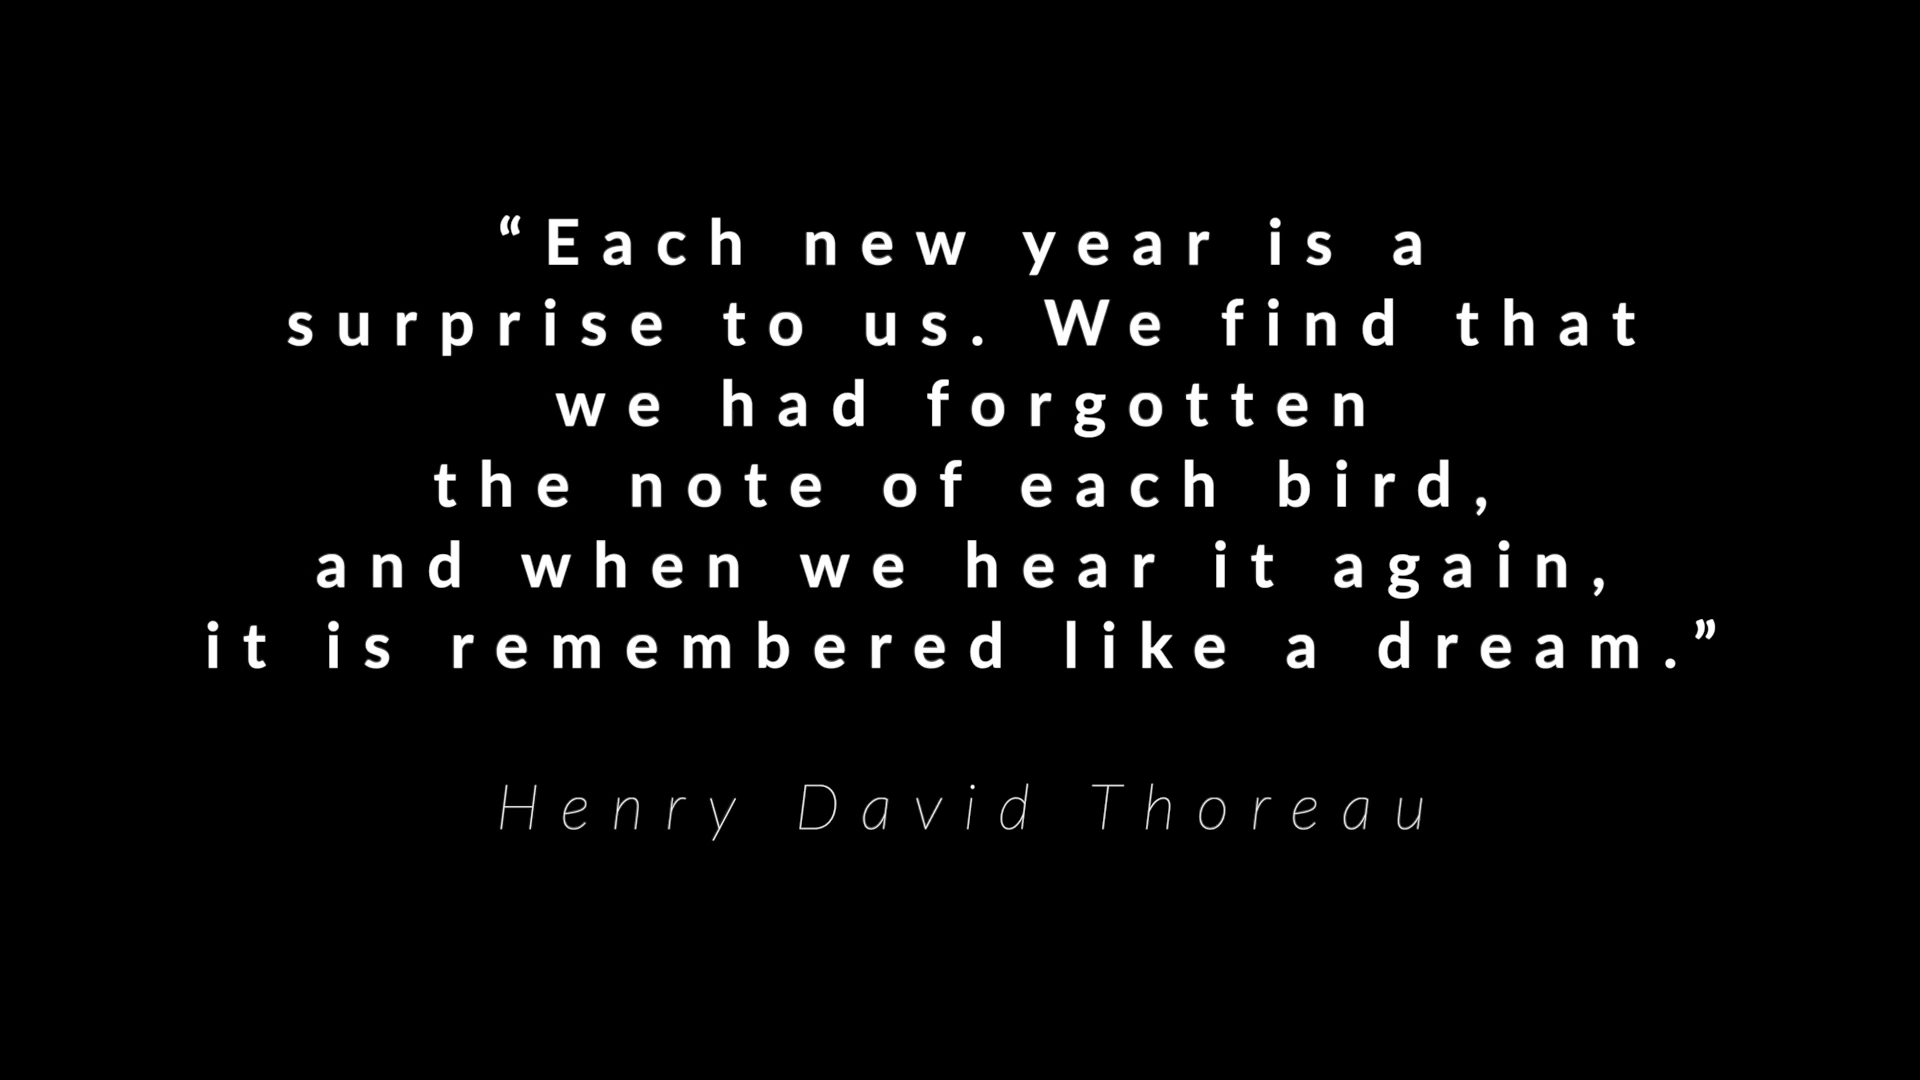 “Each new year is a
surprise to us. We find that
we had forgotten
the note of each bird,
and when we hear it again,
it is remembered like a dream.”
Henry David Thoreau